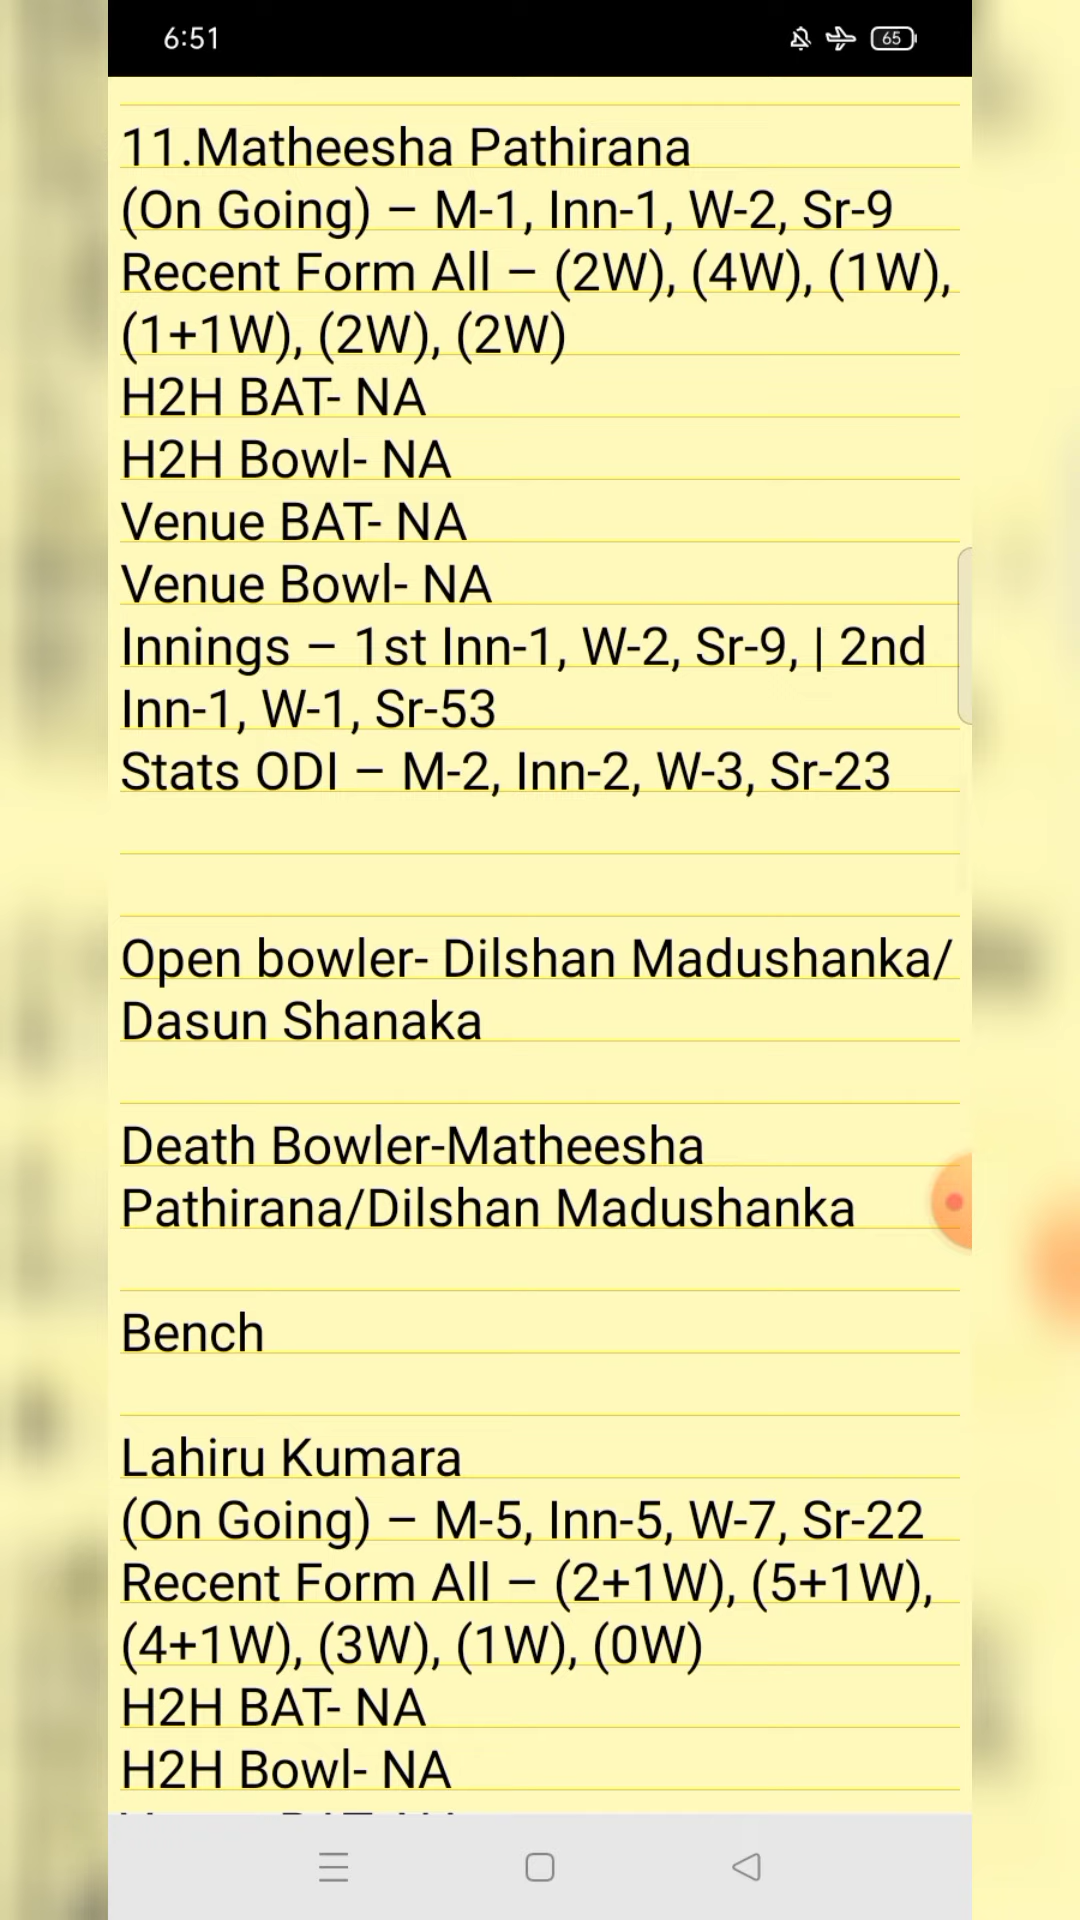 6:51
65
11.Matheesha Pathirana
(On Going) – M-1, Inn-1, W-2, Sr-9
Recent Form All – (2W), (4W), (1W),
(1+1W), (2W), (2W)
H2H BAT- NA
H2H Bowl- NA
Venue BAT- NA
Venue Bowl- NA
Innings – 1st Inn-1, W-2, Sr-9, | 2nd
Inn-1, W-1, Sr-53
Stats ODI – M-2, Inn-2, W-3, Sr-23
Open bowler- Dilshan Madushanka/
Dasun Shanaka
Death Bowler-Matheesha
Pathirana/Dilshan Madushanka
Bench
Lahiru Kumara
(On Going) – M-5, Inn-5, W-7, Sr-22
Recent Form All – (2+1W), (5+1W),
(4+1W), (3W), (1W), (0W)
H2H BAT- NA
H2H Bowl- NA